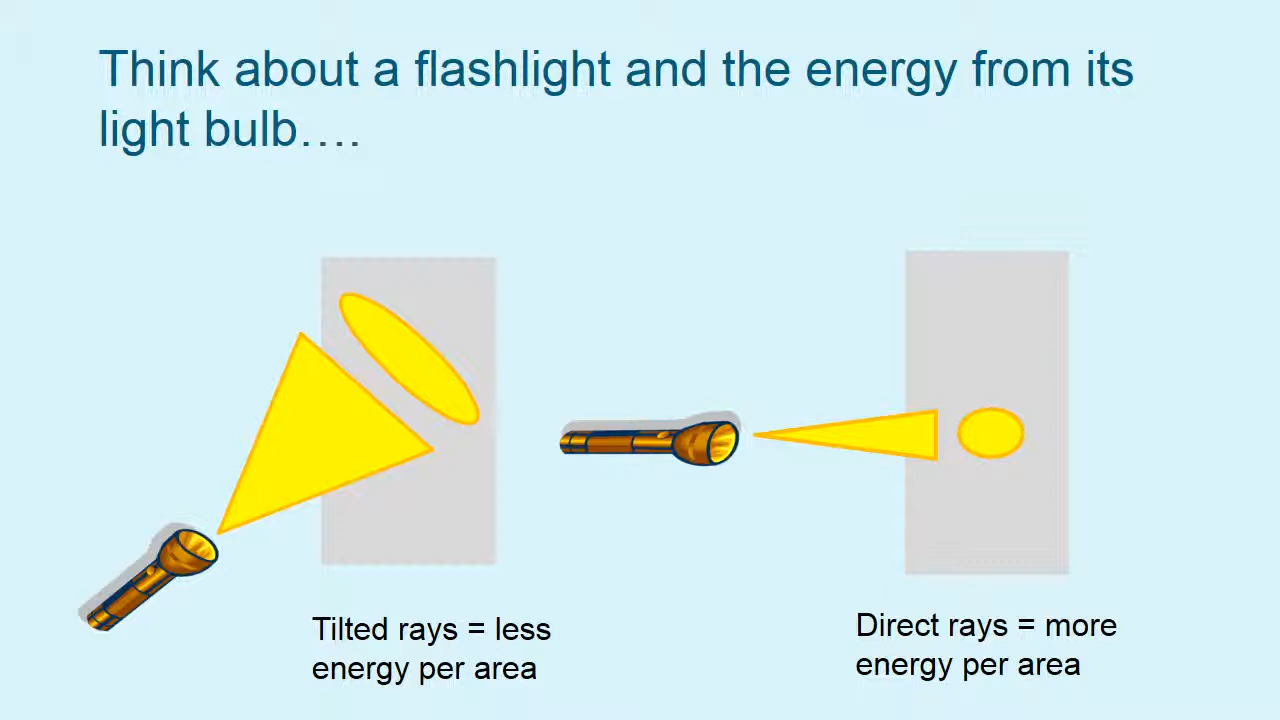 Think about a flashlight and the energy from its
light bulb….
Tilted rays = less
energy per area
Direct rays = more
energy per area